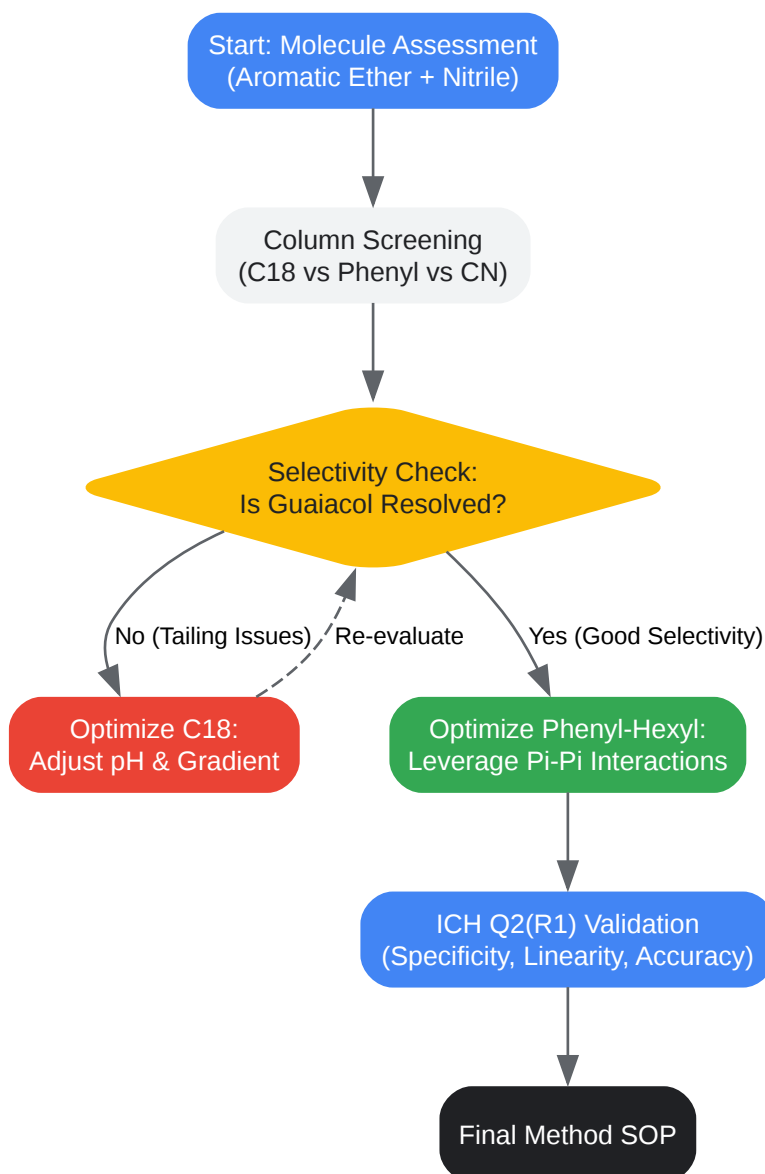 Start: Molecule Assessment
(Aromatic Ether + Nitrile)
Column Screening
(C18 vs Phenyl vs CN)
Selectivity Check:
Is Guaiacol Resolved?
No (Tailing Issues)
Re-evaluate
Yes (Good Selectivity)
Optimize C18:
Adjust pH & Gradient
Optimize Phenyl-Hexyl:
Leverage Pi-Pi Interactions
ICH Q2(R1) Validation
(Specificity, Linearity, Accuracy)
Final Method SOP